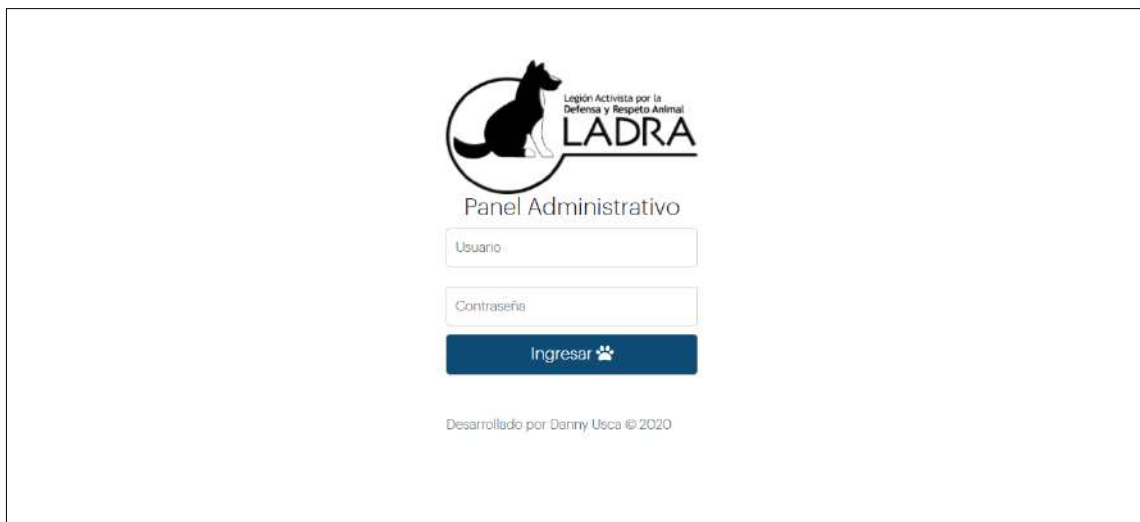 Legión Activista por la
Defensa y Respeto Animal
LADRA
Panel Administrativo
Usuario
Contraseña
Ingresar
Desarrollado por Danny Usca © 2020